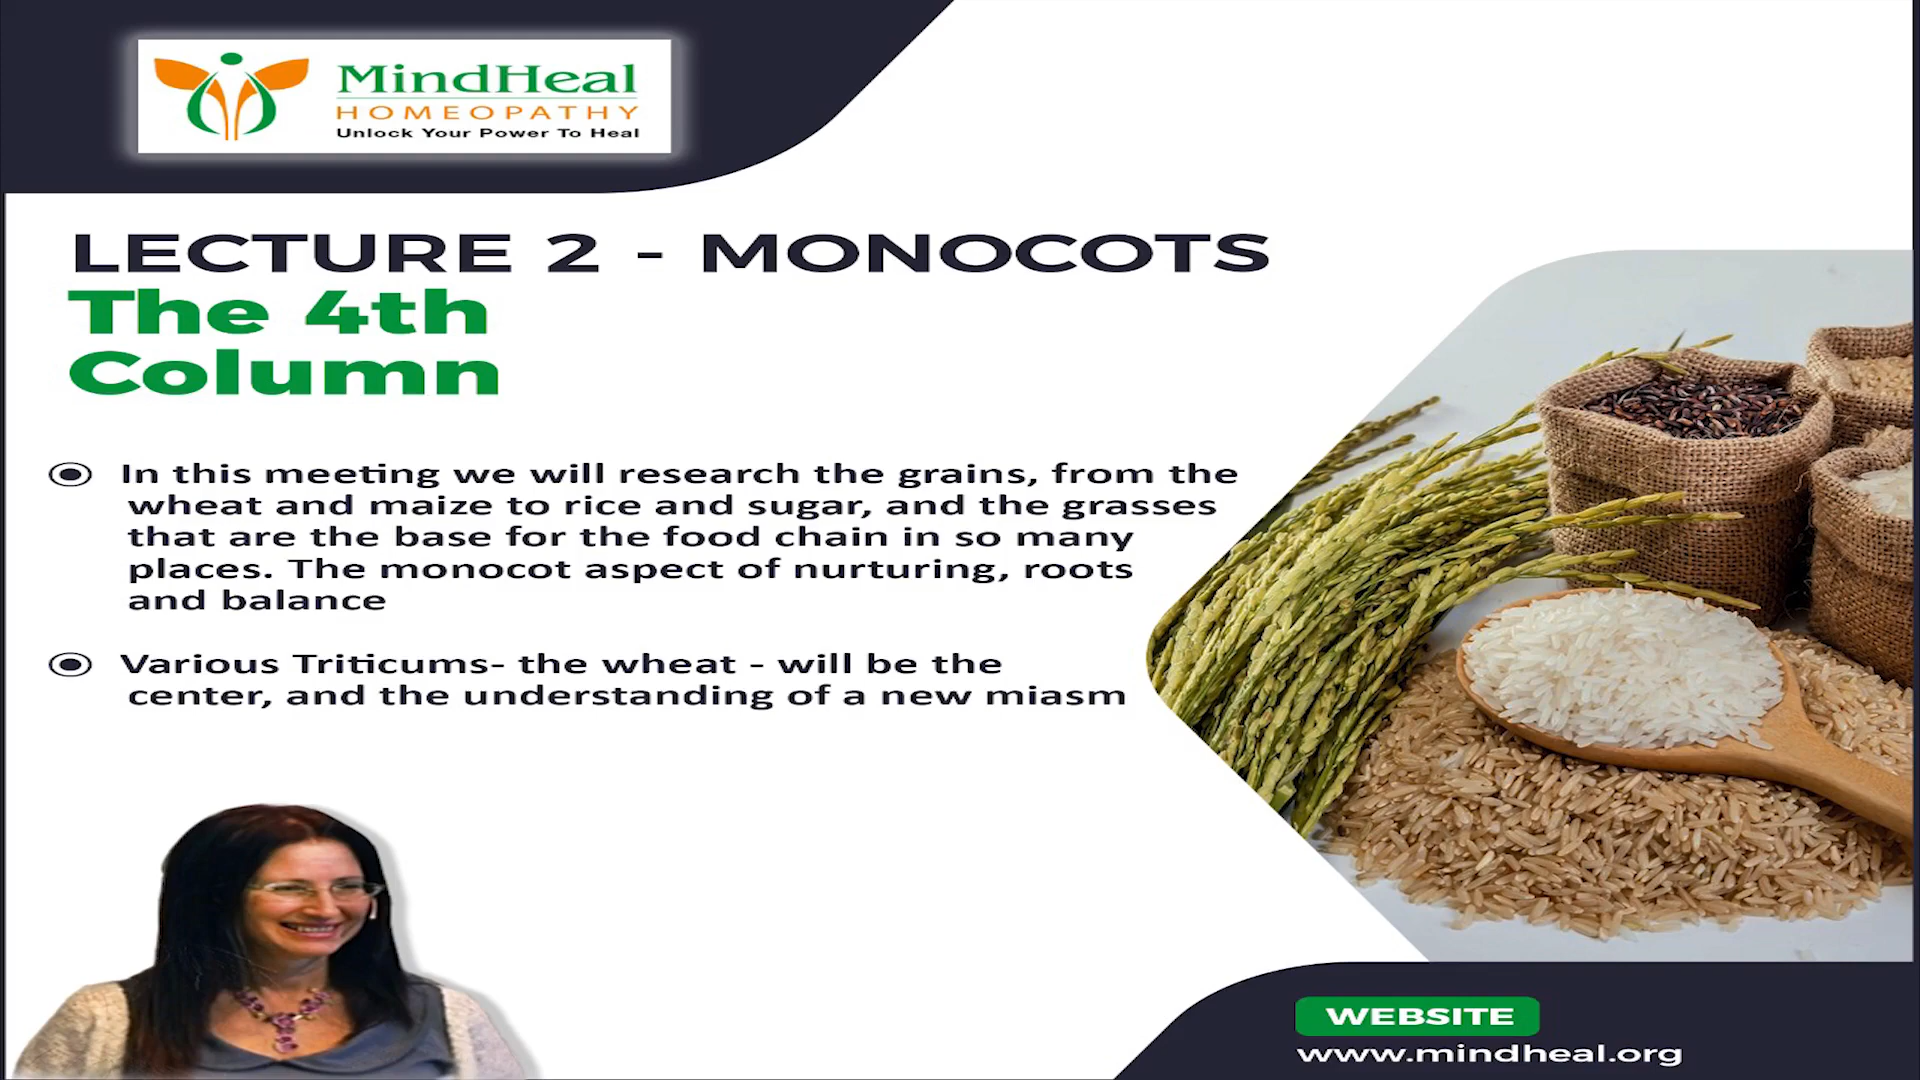 MindHeal
HOMEOPATHY
Unlock Your Power To Heal
LECTURE 2 - MONOCOTS
The 4th
Column
In this meeting we will research the grains, from the
wheat and maize to rice and sugar, and the grasses
that are the base for the food chain in so many
places. The monocot aspect of nurturing, roots
and balance
Various Triticums- the wheat - will be the
center, and the understanding of a new miasm
WEBSITE
www.mindheal.org